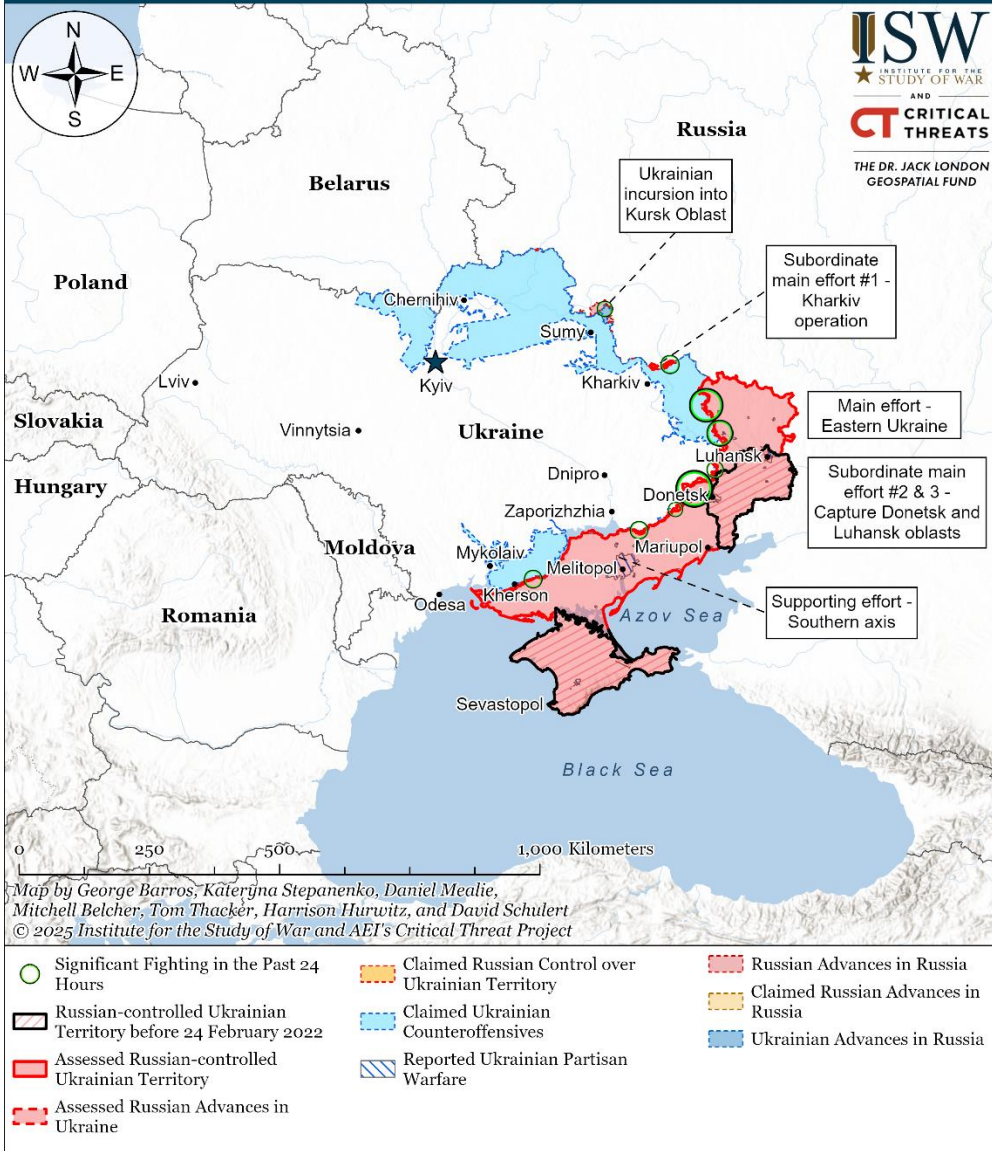 N
W E
S
ISW
INSTITUTE FOR THE
STUDY OF WAR
AND
CT CRITICAL
THREATS
THE DR. JACK LONDON
GEOSPATIAL FUND
Russia
Ukrainian
incursion into
Kursk Oblast
Belarus
Poland
Subordinate
main effort #1 -
Kharkiv
operation
Chernihiv
Sumy
Kyiv
Kharkiv
Lviv
Slovakia
Vinnytsia
Ukraine
Main effort -
Eastern Ukraine
Luhansk
Hungary
Dnipro
Donetsk
Subordinate main
effort #2 & 3 -
Capture Donetsk and
Luhansk oblasts
Zaporizhzhia
Moldova
Mykolaiv
Mariupol
Melitopol
Kherson
Odesa
Romania
Azov Sea
Supporting effort -
Southern axis
Sevastopol
Black Sea
0 250 500 1,000 Kilometers
Map by George Barros, Kateryna Stepanenko, Daniel Mealie,
Mitchell Belcher, Tom Thacker, Harrison Hurwitz, and David Schulert
© 2025 Institute for the Study of War and AEI's Critical Threat Project
Significant Fighting in the Past 24
Hours
Russian-controlled Ukrainian
Territory before 24 February 2022
Assessed Russian-controlled
Ukrainian Territory
Assessed Russian Advances in
Ukraine
Claimed Russian Control over
Ukrainian Territory
Claimed Ukrainian
Counteroffensives
Reported Ukrainian Partisan
Warfare
Russian Advances in Russia
Claimed Russian Advances in
Russia
Ukrainian Advances in Russia